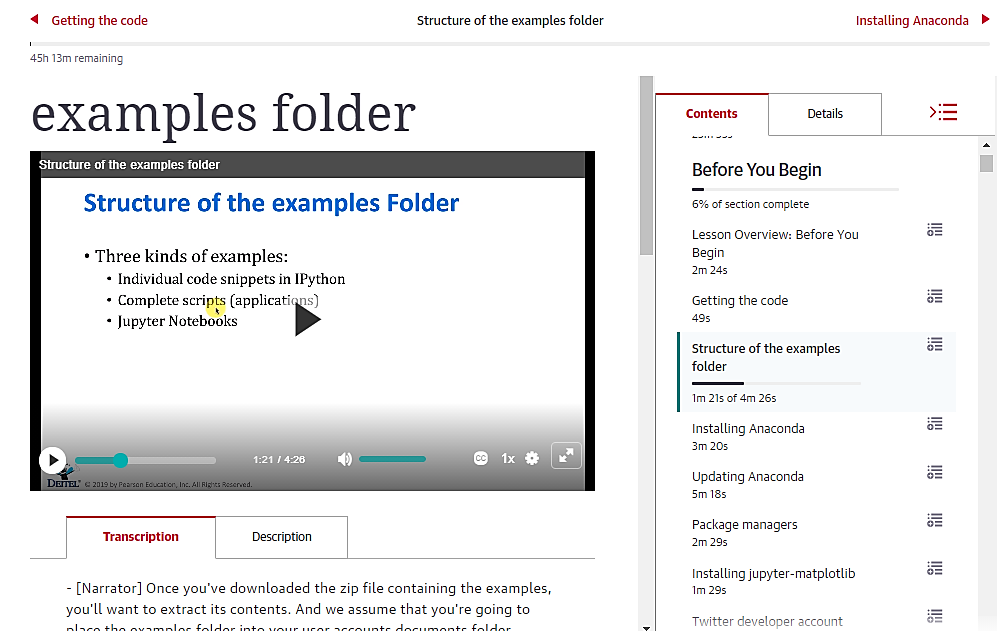 Getting the code
Structure of the examples folder
Installing Anaconda
45h 13m remaining
examples folder
Structure of the examples folder
Structure of the examples Folder
• Three kinds of examples:
• Individual code snippets in IPython
• Complete scripts (applications)
• Jupyter Notebooks
1:21 / 4:26
CC
1x
DEITEL® © 2019 by Pearson Education, Inc. All Rights Reserved.
Transcription
Description
- [Narrator] Once you've downloaded the zip file containing the examples,
you'll want to extract its contents. And we assume that you're going to
place the examples folder into your user accounts documents folder
Contents
Details
Before You Begin
6% of section complete
Lesson Overview: Before You
Begin
2m 24s
Getting the code
49s
Structure of the examples
folder
1m 21s of 4m 26s
Installing Anaconda
3m 20s
Updating Anaconda
5m 18s
Package managers
2m 29s
Installing jupyter-matplotlib
1m 29s
Twitter developer account